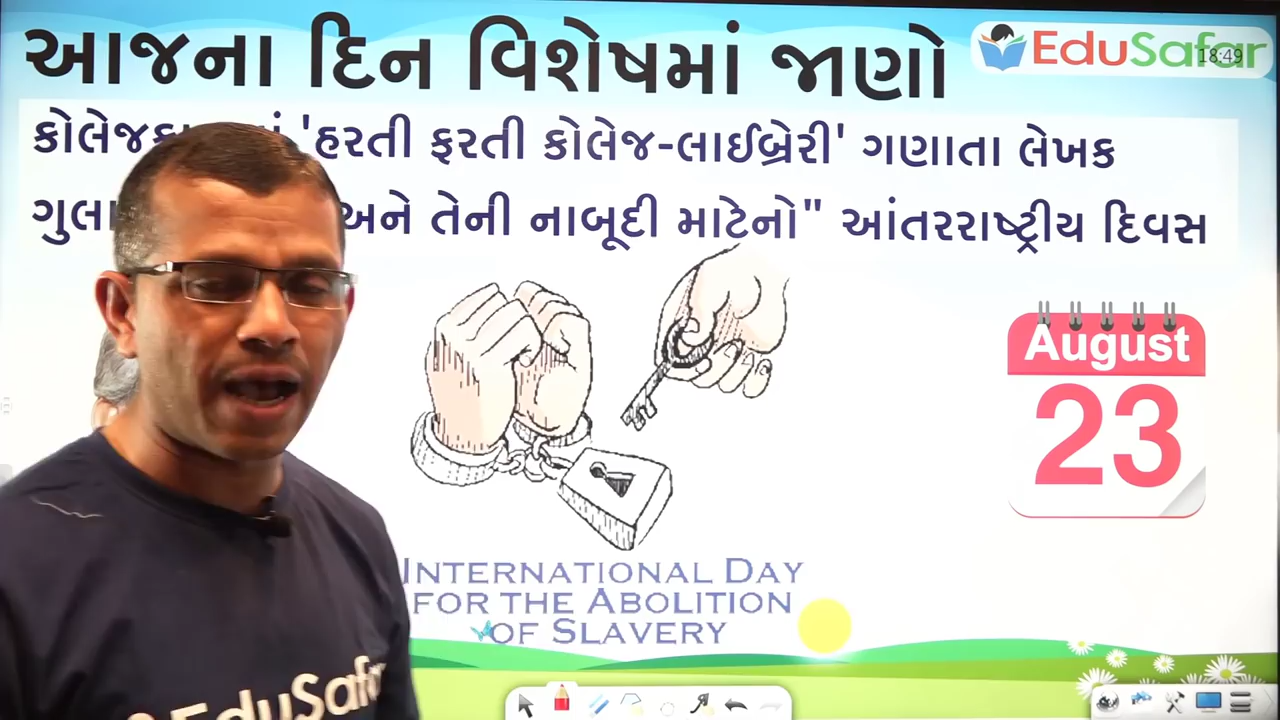 આજના દિન વિશેષમાં જાણો
EduSafar
18:49
'હરતી ફરતી કોલેજ-લાઈબ્રેરી' ગણાતા લેખક
અને તેની નાબૂદી માટેનો" આંતરરાષ્ટ્રીય દિવસ
August
23
INTERNATIONAL DAY
FOR THE ABOLITION
OF SLAVERY
EduSafar